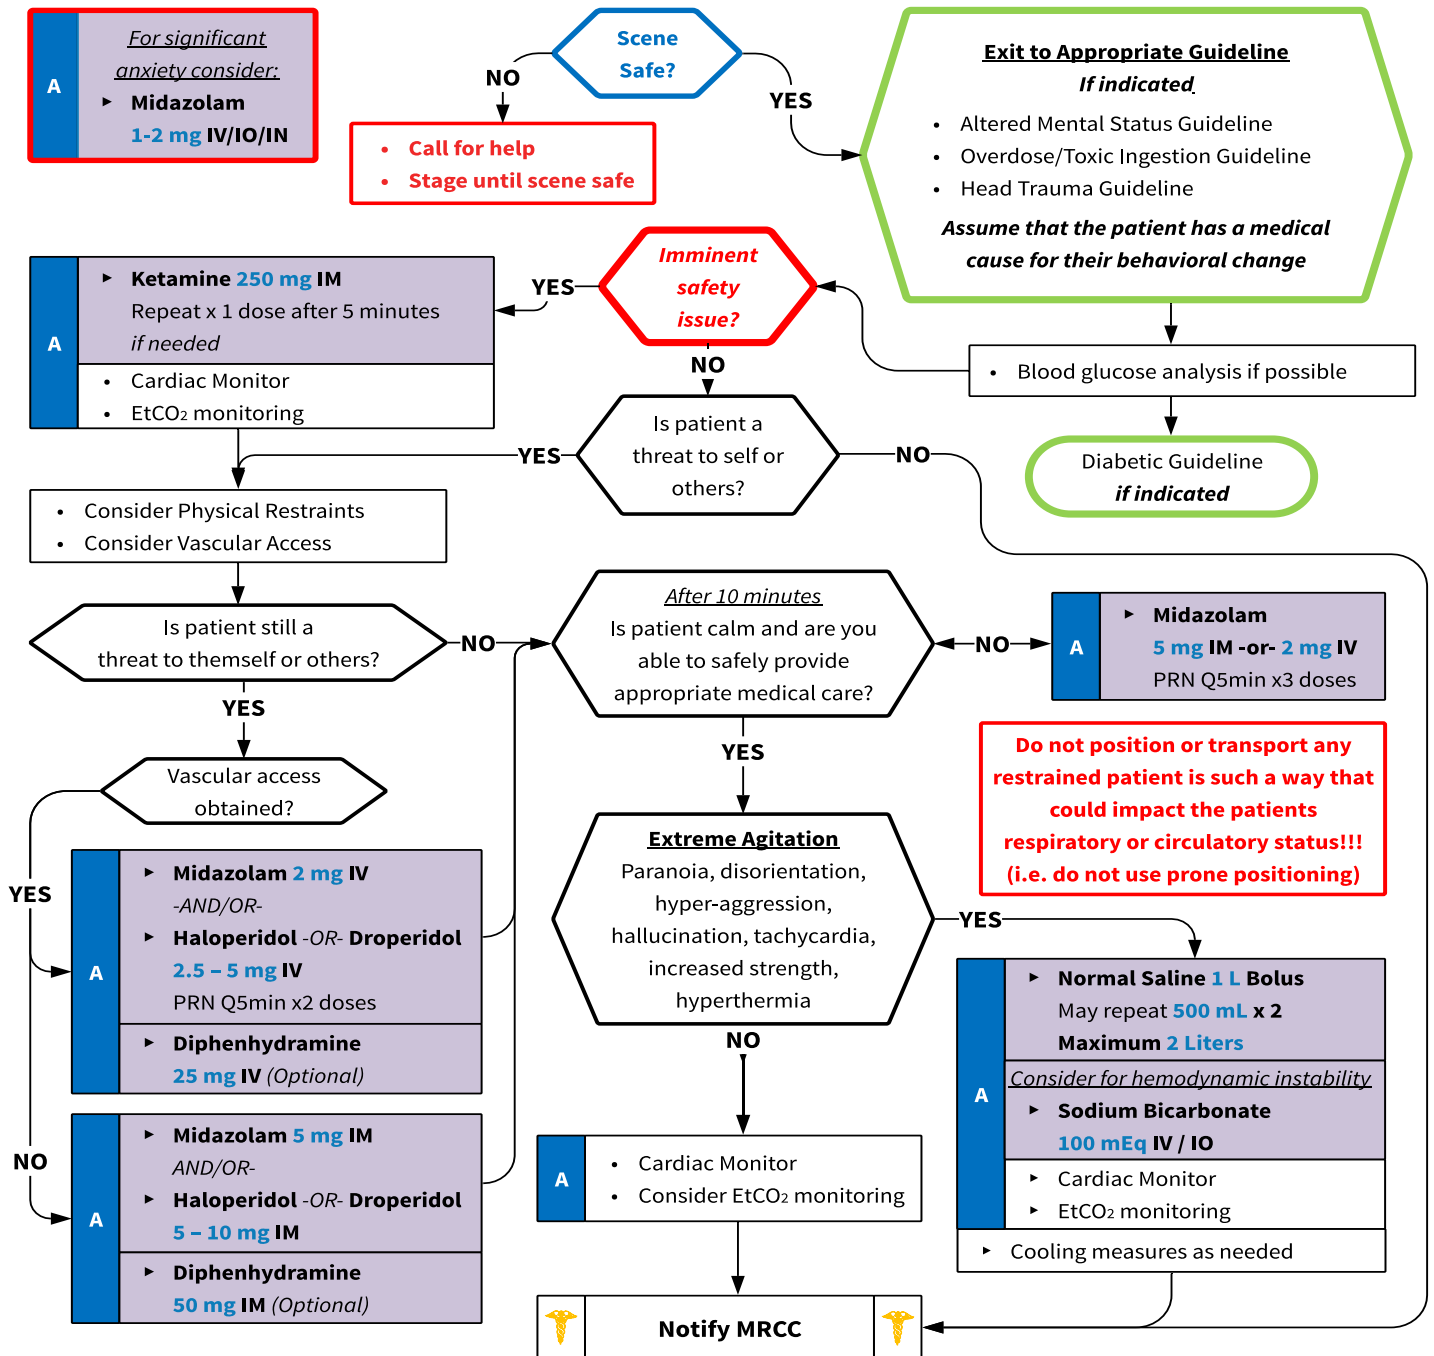 For significant
anxiety consider:
A
► Midazolam
1-2 mg IV/IO/IN
Scene
Safe?
NO
YES
• Call for help
• Stage until scene safe
Exit to Appropriate Guideline
If indicated
• Altered Mental Status Guideline
• Overdose/Toxic Ingestion Guideline
• Head Trauma Guideline
Assume that the patient has a medical
cause for their behavioral change
• Blood glucose analysis if possible
Diabetic Guideline
if indicated
Imminent
safety
issue?
YES
NO
A
► Ketamine 250 mg IM
Repeat x 1 dose after 5 minutes
if needed
• Cardiac Monitor
• EtCO2 monitoring
Is patient a
threat to self or
others?
YES
NO
• Consider Physical Restraints
• Consider Vascular Access
Is patient still a
threat to themself or others?
NO
YES
Vascular access
obtained?
YES
NO
A
► Midazolam 2 mg IV
-AND/OR-
► Haloperidol -OR- Droperidol
2.5 – 5 mg IV
PRN Q5min x2 doses
► Diphenhydramine
25 mg IV (Optional)
A
► Midazolam 5 mg IM
AND/OR-
► Haloperidol -OR- Droperidol
5 – 10 mg IM
► Diphenhydramine
50 mg IM (Optional)
After 10 minutes
Is patient calm and are you
able to safely provide
appropriate medical care?
NO
YES
A
► Midazolam
5 mg IM -or- 2 mg IV
PRN Q5min x3 doses
Do not position or transport any
restrained patient is such a way that
could impact the patients
respiratory or circulatory status!!!
(i.e. do not use prone positioning)
Extreme Agitation
Paranoia, disorientation,
hyper-aggression,
hallucination, tachycardia,
increased strength,
hyperthermia
YES
NO
A
► Normal Saline 1 L Bolus
May repeat 500 mL x 2
Maximum 2 Liters
Consider for hemodynamic instability
► Sodium Bicarbonate
100 mEq IV / IO
► Cardiac Monitor
► EtCO2 monitoring
► Cooling measures as needed
A
• Cardiac Monitor
• Consider EtCO2 monitoring
Notify MRCC